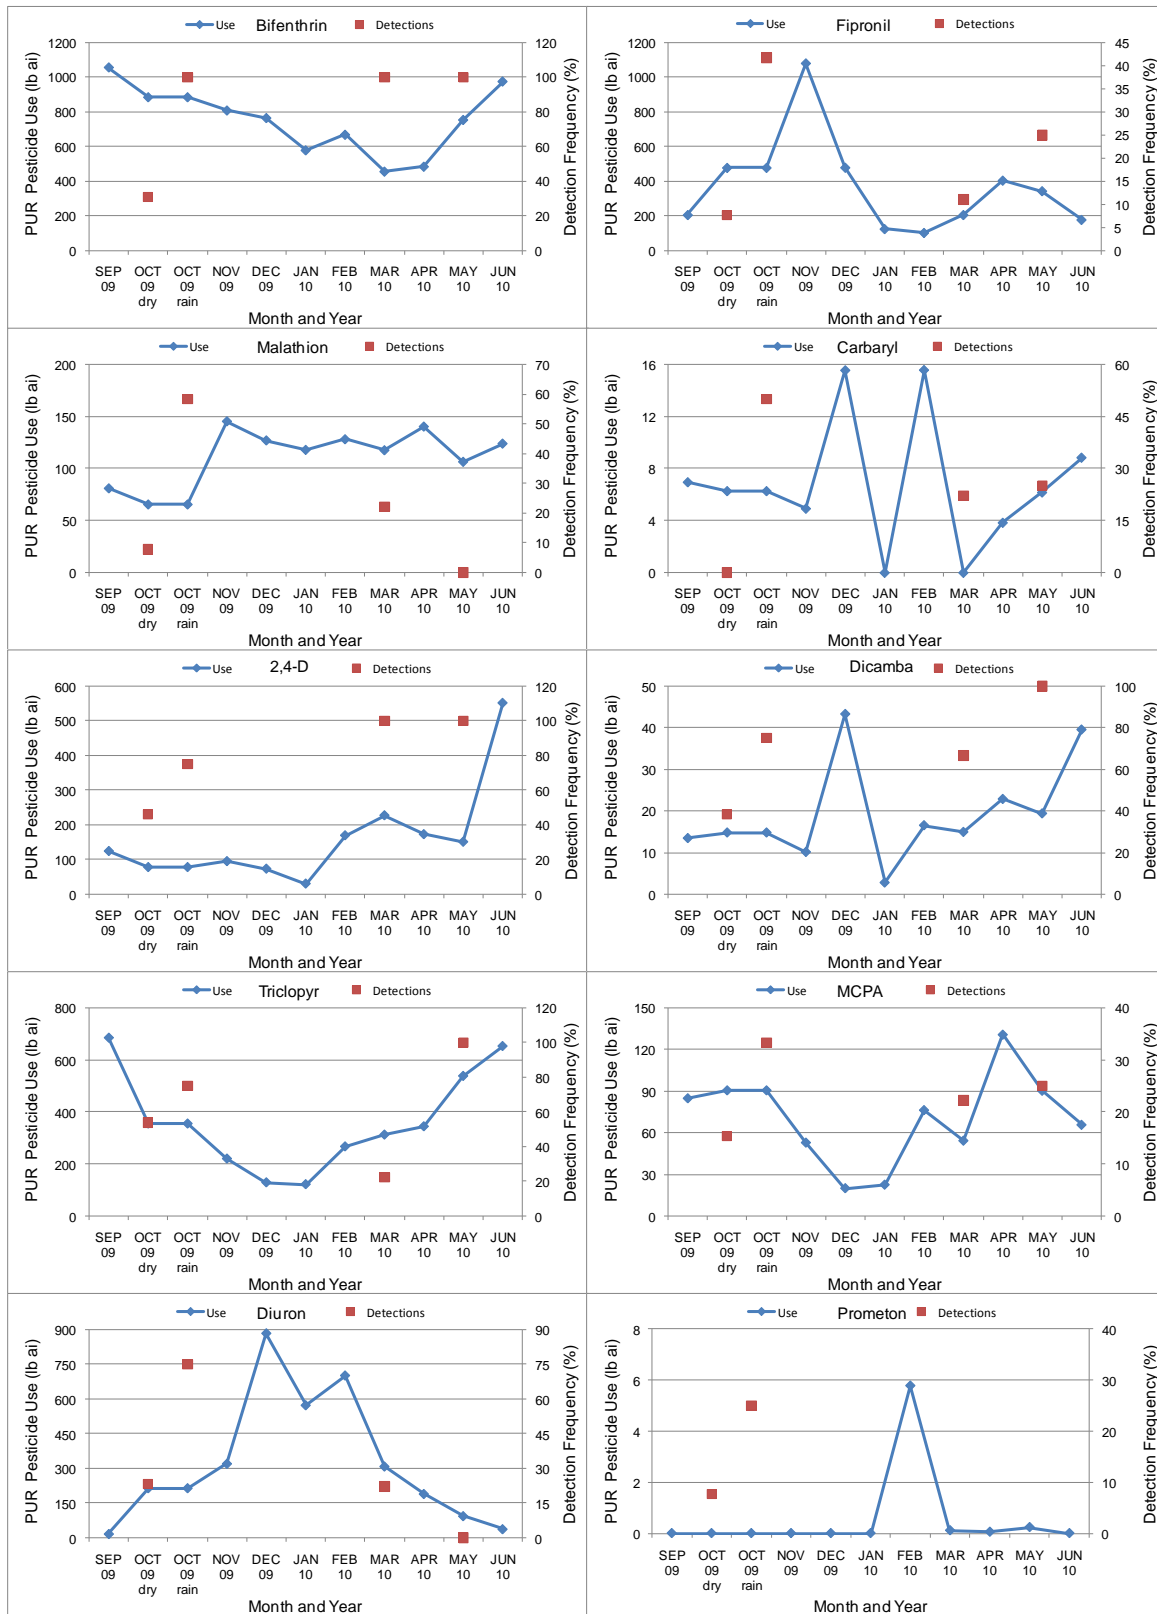 Use Bifenthrin Detections
PUR Pesticide Use (lb ai)
1200
1000
800
600
400
200
0
120
100
80
60
40
20
0
Detection Frequency (%)
SEP OCT OCT NOV DEC JAN FEB MAR APR MAY JUN
09 09 09 09 09 10 10 10 10 10 10
dry rain
Month and Year
Use Fipronil Detections
PUR Pesticide Use (lb ai)
1200
1000
800
600
400
200
0
45
40
35
30
25
20
15
10
5
0
Detection Frequency (%)
SEP OCT OCT NOV DEC JAN FEB MAR APR MAY JUN
09 09 09 09 09 10 10 10 10 10 10
dry rain
Month and Year
Use Malathion Detections
PUR Pesticide Use (lb ai)
200
150
100
50
0
70
60
50
40
30
20
10
0
Detection Frequency (%)
SEP OCT OCT NOV DEC JAN FEB MAR APR MAY JUN
09 09 09 09 09 10 10 10 10 10 10
dry rain
Month and Year
Use Carbaryl Detections
PUR Pesticide Use (lb ai)
16
12
8
4
0
60
45
30
15
0
Detection Frequency (%)
SEP OCT OCT NOV DEC JAN FEB MAR APR MAY JUN
09 09 09 09 09 10 10 10 10 10 10
dry rain
Month and Year
Use 2,4-D Detections
PUR Pesticide Use (lb ai)
600
500
400
300
200
100
0
120
100
80
60
40
20
0
Detection Frequency (%)
SEP OCT OCT NOV DEC JAN FEB MAR APR MAY JUN
09 09 09 09 09 10 10 10 10 10 10
dry rain
Month and Year
Use Dicamba Detections
PUR Pesticide Use (lb ai)
50
40
30
20
10
0
100
80
60
40
20
0
Detection Frequency (%)
SEP OCT OCT NOV DEC JAN FEB MAR APR MAY JUN
09 09 09 09 09 10 10 10 10 10 10
dry rain
Month and Year
Use Triclopyr Detections
PUR Pesticide Use (lb ai)
800
600
400
200
0
120
100
80
60
40
20
0
Detection Frequency (%)
SEP OCT OCT NOV DEC JAN FEB MAR APR MAY JUN
09 09 09 09 09 10 10 10 10 10 10
dry rain
Month and Year
Use MCPA Detections
PUR Pesticide Use (lb ai)
150
120
90
60
30
0
40
30
20
10
0
Detection Frequency (%)
SEP OCT OCT NOV DEC JAN FEB MAR APR MAY JUN
09 09 09 09 09 10 10 10 10 10 10
dry rain
Month and Year
Use Diuron Detections
PUR Pesticide Use (lb ai)
900
750
600
450
300
150
0
90
75
60
45
30
15
0
Detection Frequency (%)
SEP OCT OCT NOV DEC JAN FEB MAR APR MAY JUN
09 09 09 09 09 10 10 10 10 10 10
dry rain
Month and Year
Use Prometon Detections
PUR Pesticide Use (lb ai)
8
6
4
2
0
40
30
20
10
0
Detection Frequency (%)
SEP OCT OCT NOV DEC JAN FEB MAR APR MAY JUN
09 09 09 09 09 10 10 10 10 10 10
dry rain
Month and Year